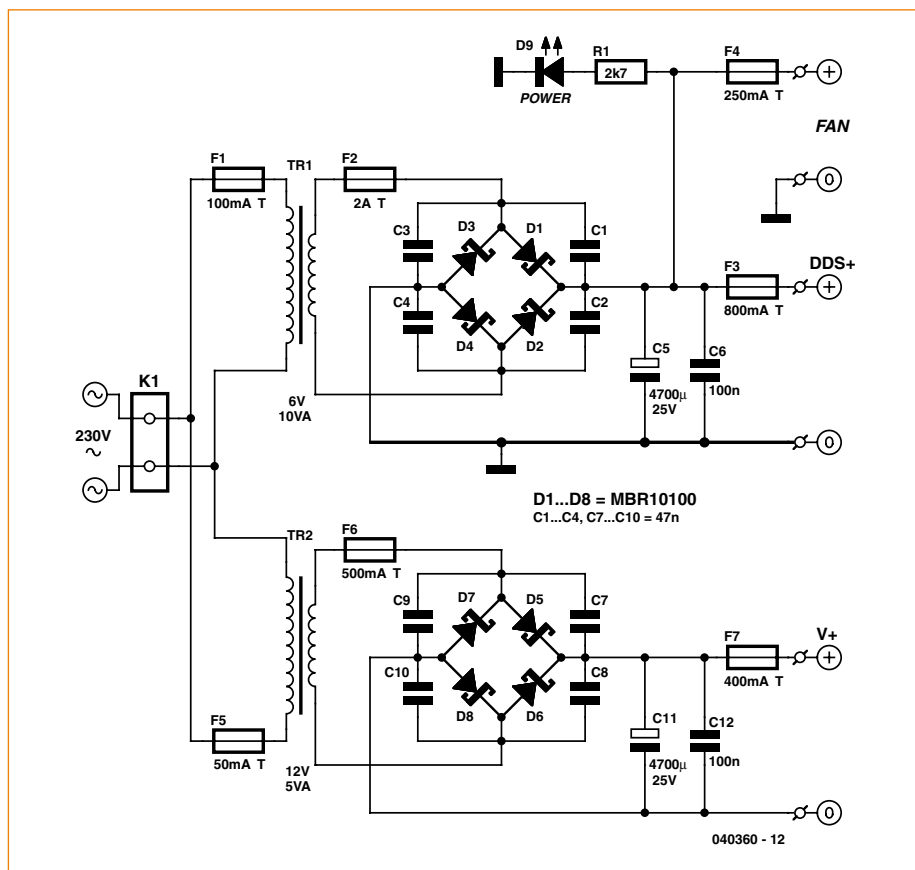 D9
R1
F4
2k7
POWER
250mA T
+
FAN
F1
TR1
F2
100mA T
2A T
0
C3
D3
D1
C1
DDS+
F3
+
C4
C2
800mA T
D4
D2
C5
C6
K1
6V
10VA
4700µ
25V
100n
230V
~
0
D1...D8 = MBR10100
C1...C4, C7...C10 = 47n
TR2
F6
500mA T
C9
D7
D5
C7
V+
F7
+
C10
C8
400mA T
D8
D6
F5
C11
C12
50mA T
12V
5VA
4700µ
25V
100n
0
040360 - 12